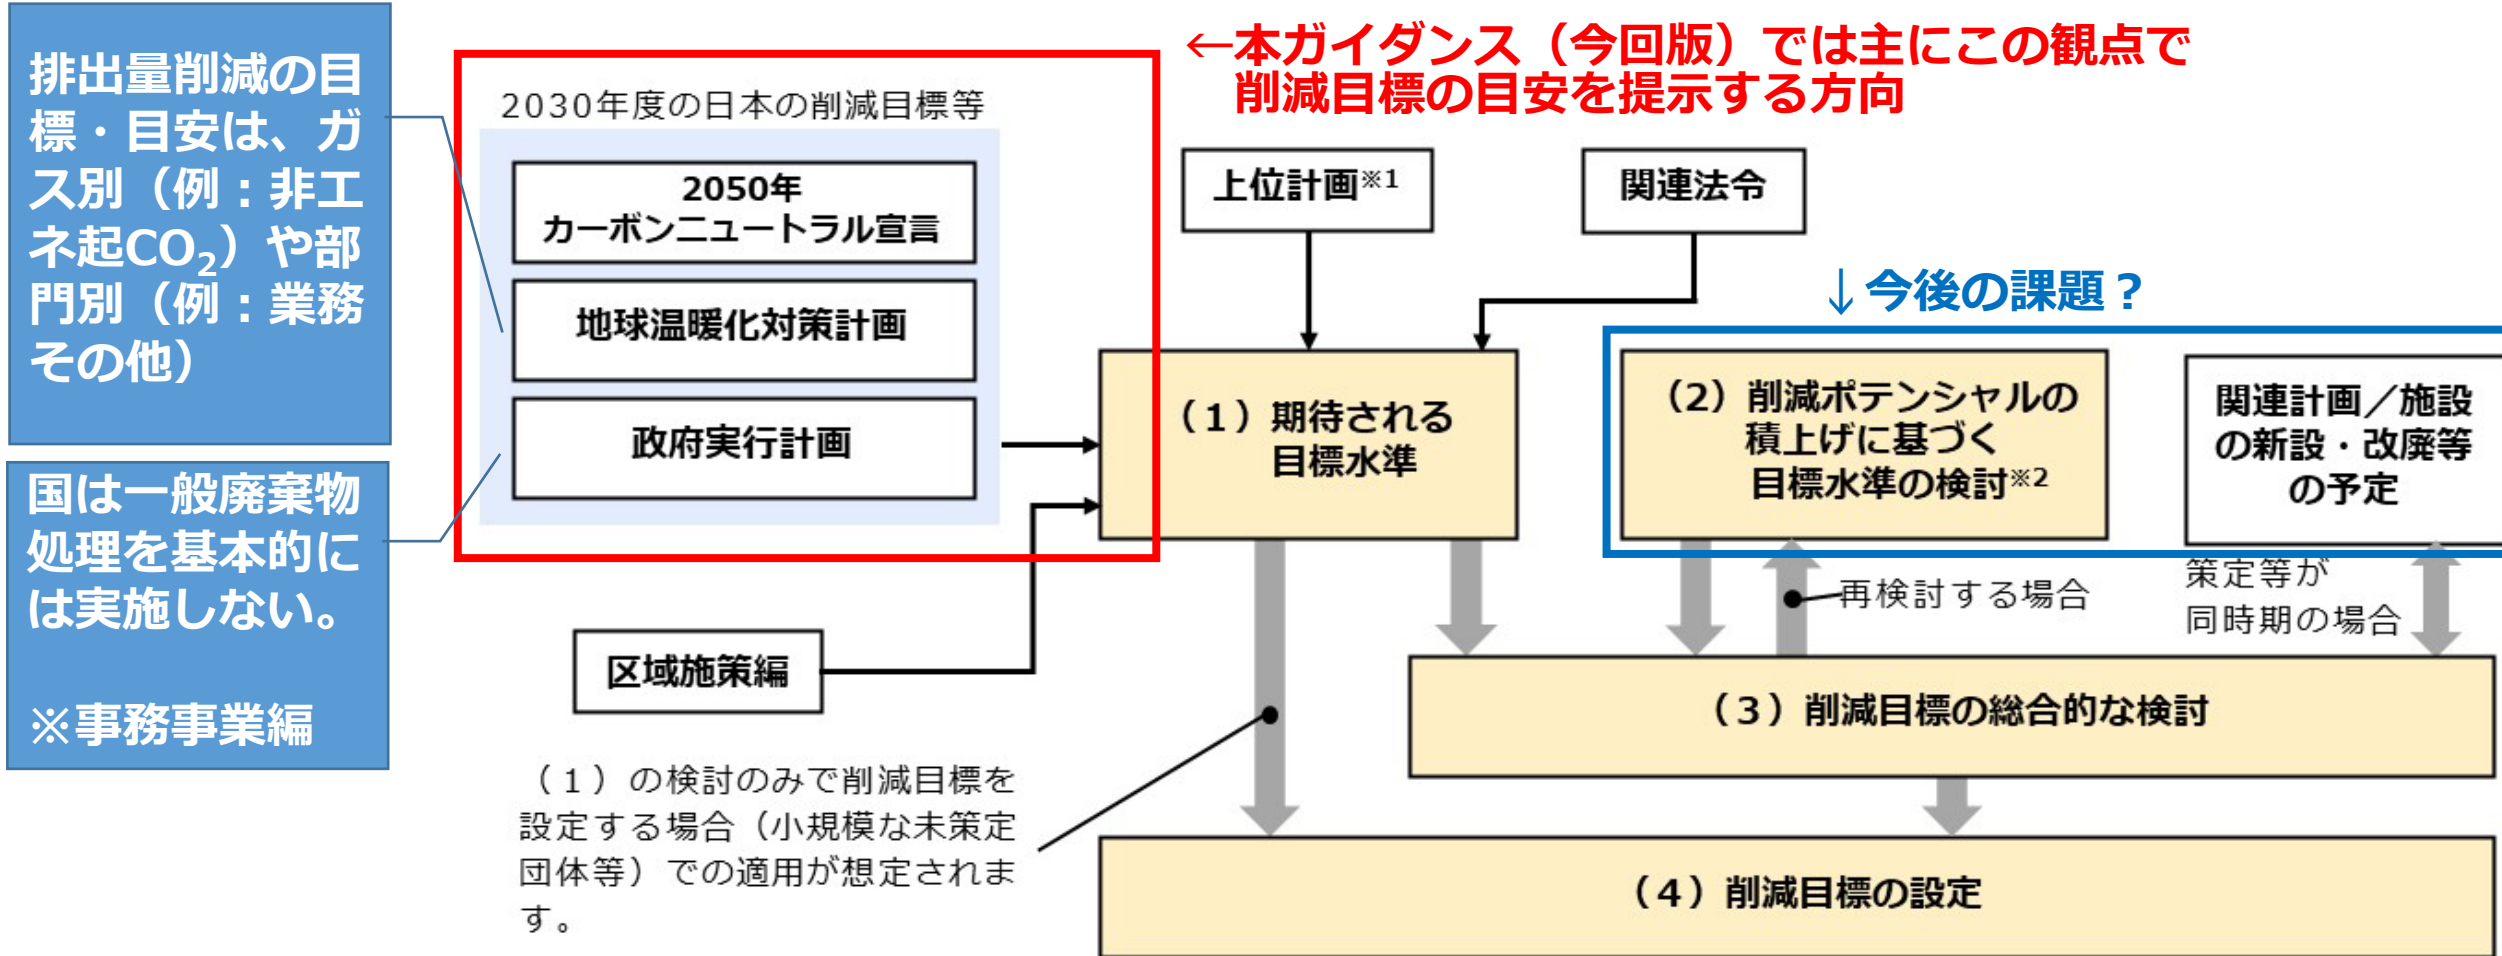 排出量削減の目
標・目安は、ガ
ス別（例：非エ
ネ起CO₂）や部
門別（例：業務
その他）
国は一般廃棄物
処理を基本的に
は実施しない。
※事務事業編
←本ガイダンス（今回版）では主にこの観点で
削減目標の目安を提示する方向
2030年度の日本の削減目標等
2050年
カーボンニュートラル宣言
地球温暖化対策計画
政府実行計画
上位計画※1
関連法令
↓今後の課題？
（1）期待される
目標水準
（2）削減ポテンシャルの
積上げに基づく
目標水準の検討※2
関連計画／施設
の新設・改廃等
の予定
再検討する場合
策定等が
同時期の場合
区域施策編
（3）削減目標の総合的な検討
（1）の検討のみで削減目標を
設定する場合（小規模な未策定
団体等）での適用が想定されま
す。
（4）削減目標の設定